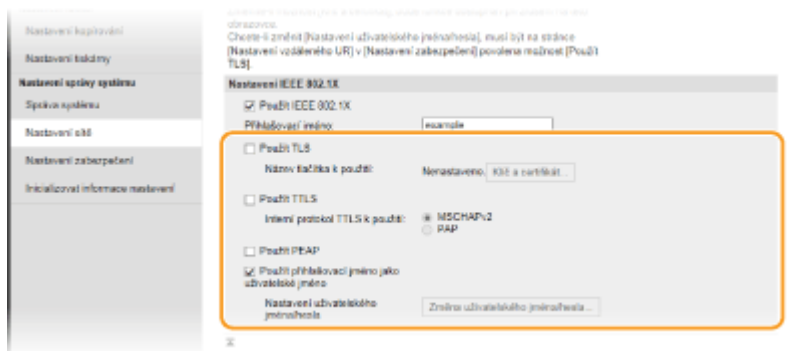 obrazovce.
Chcete-li změnit [Nastavení uživatelského jména/hesla], musí být na stránce
[Nastavení vzdáleného UR] v [Nastavení zabezpečení] povolena možnost [Použít
TLS].
Nastavení kopírování
Nastavení tiskárny
Nastavení správy systému
Správa systému
Nastavení sítě
Nastavení zabezpečení
Inicializovat informace nastavení
Nastavení IEEE 802.1X
Použít IEEE 802.1X
Přihlašovací jméno: example
Použít TLS
Název tlačítka k použití: Nenastaveno. Klíč a certifikát...
Použít TTLS
Interní protokol TTLS k použití: MSCHAPv2
PAP
Použít PEAP
Použít přihlašovací jméno jako
uživatelské jméno
Nastavení uživatelského
jména/hesla Změna uživatelského jména/hesla...